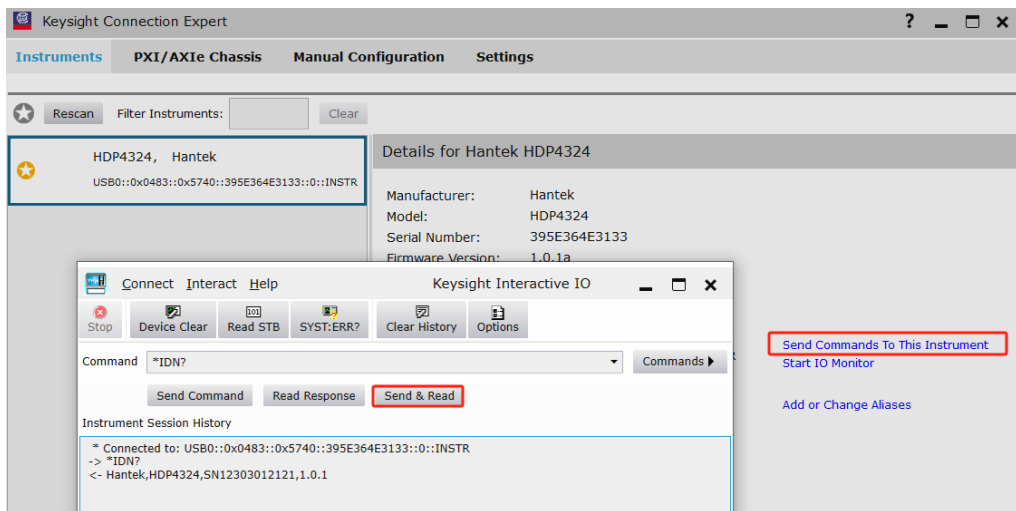 Keysight Connection Expert
Instruments PXI/AXIe Chassis Manual Configuration Settings
Rescan Filter Instruments: Clear
HDP4324, Hantek
USB0::0x0483::0x5740::395E364E3133::0::INSTR
Details for Hantek HDP4324
Manufacturer: Hantek
Model: HDP4324
Serial Number: 395E364E3133
Firmware Version: 1.0.1a
Connect Interact Help Keysight Interactive IO
Stop Device Clear Read STB SYST:ERR? Clear History Options
Command *IDN? Commands
Send Command Read Response Send & Read
Instrument Session History
* Connected to: USB0::0x0483::0x5740::395E364E3133::0::INSTR
-> *IDN?
<- Hantek,HDP4324,SN12303012121,1.0.1
Send Commands To This Instrument
Start IO Monitor
Add or Change Aliases